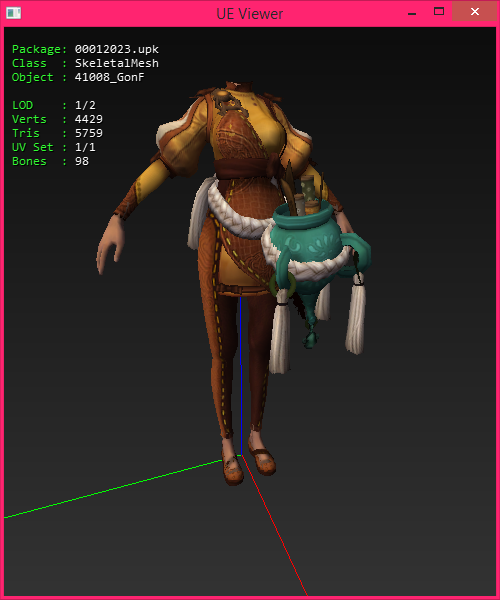 UE Viewer
Package: 00012023.upk
Class  : SkeletalMesh
Object : 41008_GonF
LOD    : 1/2
Verts  : 4429
Tris   : 5759
UV Set : 1/1
Bones  : 98